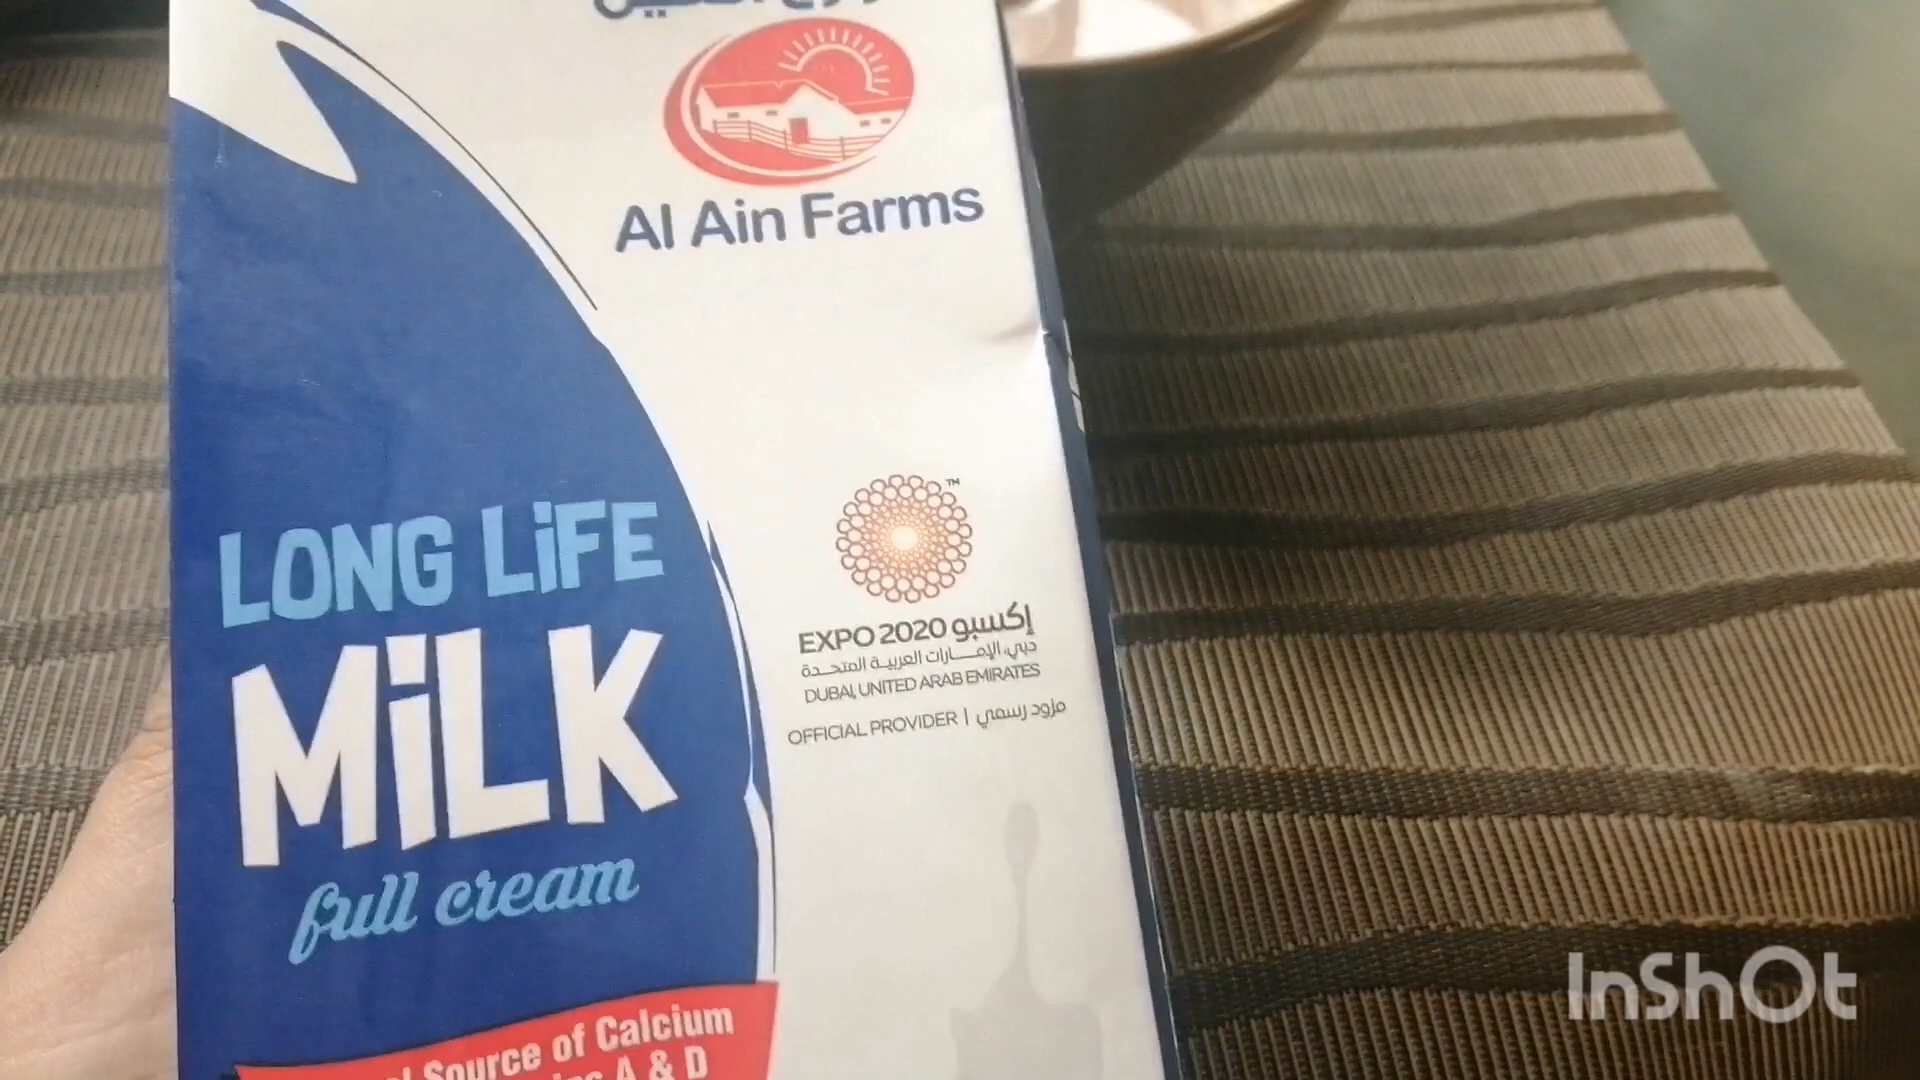 Al Ain Farms
LONG LiFE
MiLK
full cream
™
EXPO 2020 إكسبو
دبي، الإمارات العربية المتحدة
DUBAI, UNITED ARAB EMIRATES
OFFICIAL PROVIDER | مزود رسمي
Source of Calcium
A & D
InShOt